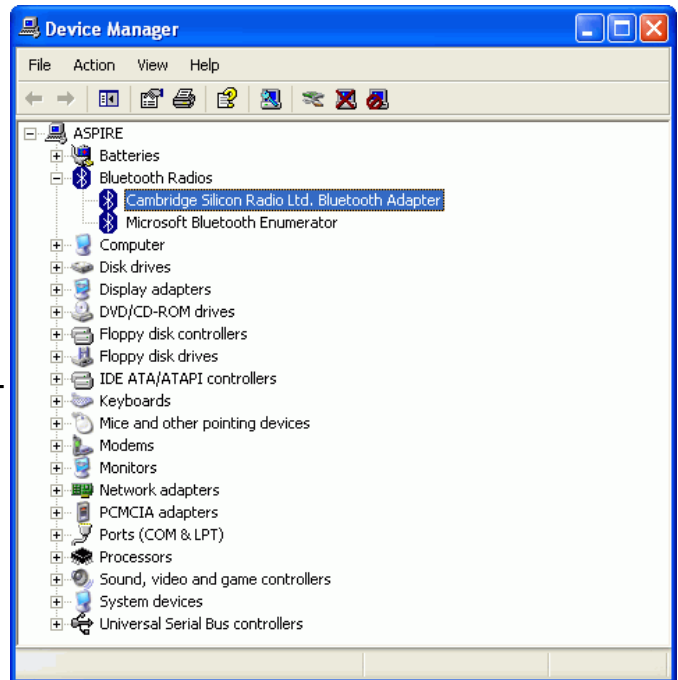 Device Manager
File Action View Help
ASPIRE
Batteries
Bluetooth Radios
Cambridge Silicon Radio Ltd. Bluetooth Adapter
Microsoft Bluetooth Enumerator
Computer
Disk drives
Display adapters
DVD/CD-ROM drives
Floppy disk controllers
Floppy disk drives
IDE ATA/ATAPI controllers
Keyboards
Mice and other pointing devices
Modems
Monitors
Network adapters
PCMCIA adapters
Ports (COM & LPT)
Processors
Sound, video and game controllers
System devices
Universal Serial Bus controllers